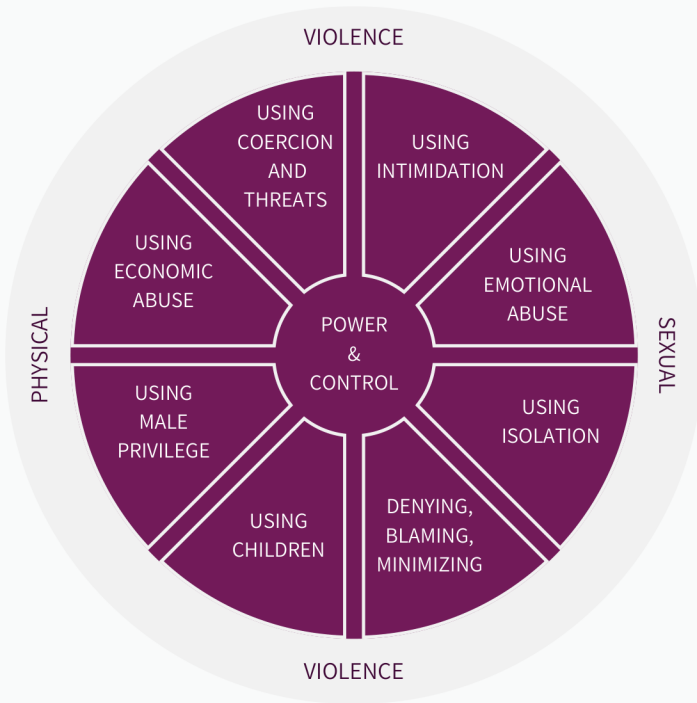 VIOLENCE
USING
COERCION
AND
THREATS
USING
INTIMIDATION
USING
EMOTIONAL
ABUSE
USING
ISOLATION
DENYING,
BLAMING,
MINIMIZING
USING
CHILDREN
USING
MALE
PRIVILEGE
USING
ECONOMIC
ABUSE
POWER
&
CONTROL
PHYSICAL
SEXUAL
VIOLENCE